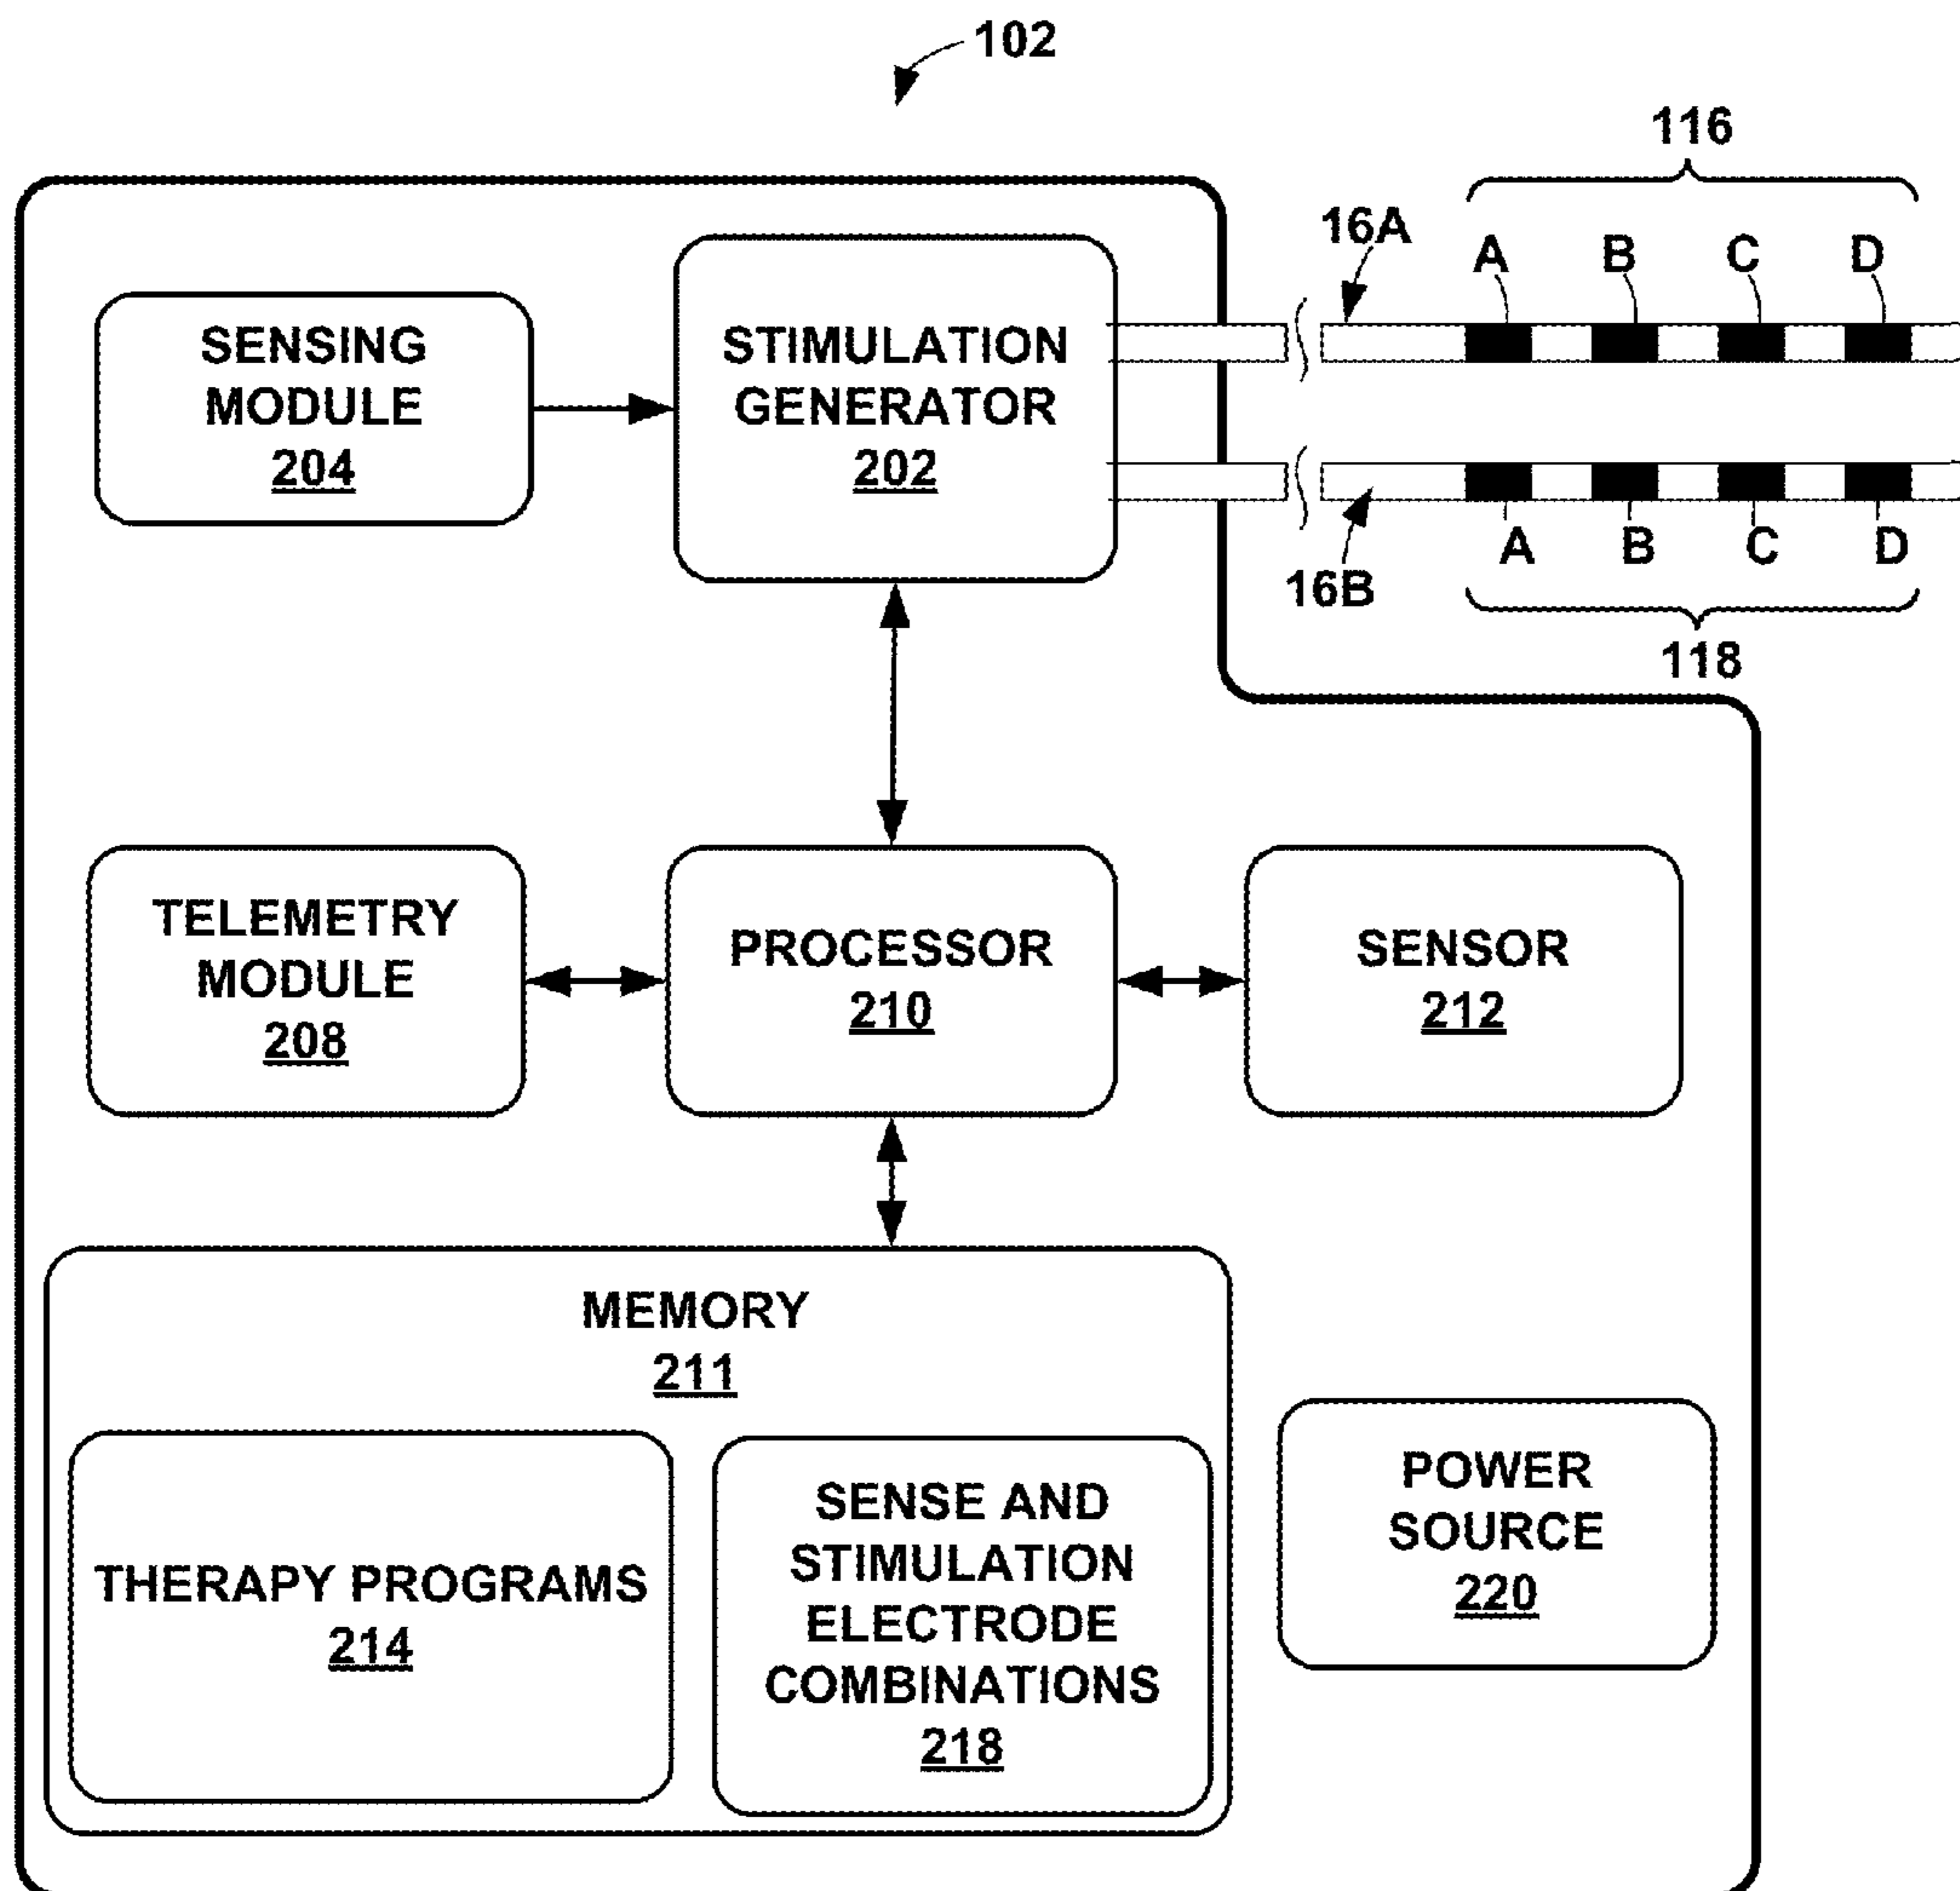 102
116
16A
A B C D
SENSING
MODULE
204
STIMULATION
GENERATOR
202
A B C D
16B
118
TELEMETRY
MODULE
208
PROCESSOR
210
SENSOR
212
MEMORY
211
THERAPY PROGRAMS
214
SENSE AND
STIMULATION
ELECTRODE
COMBINATIONS
218
POWER
SOURCE
220